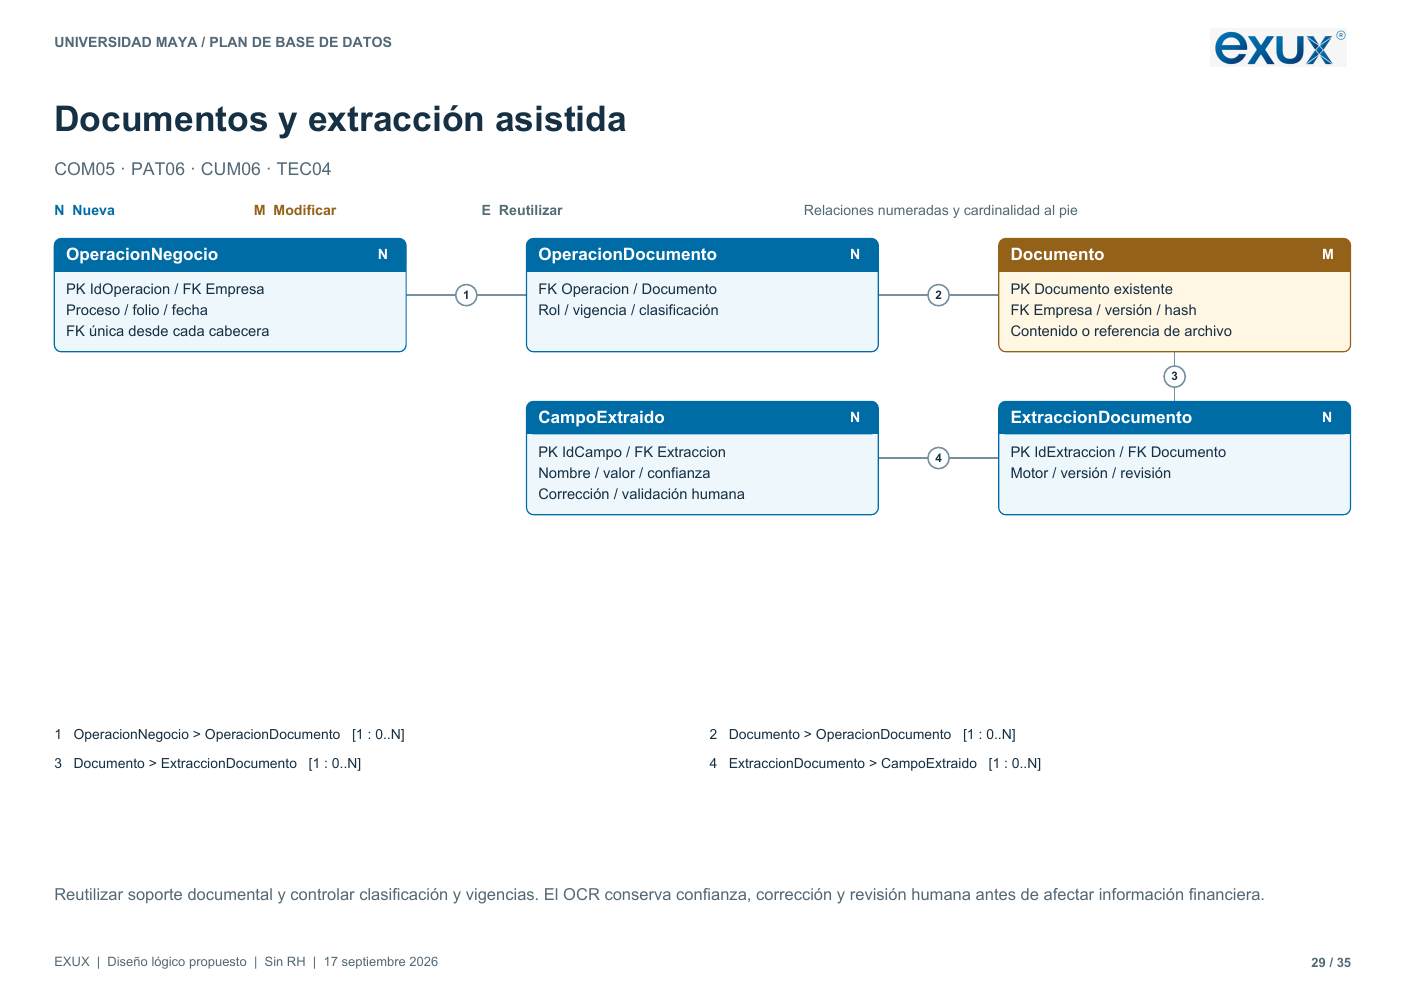 UNIVERSIDAD MAYA / PLAN DE BASE DE DATOS
exux®
Documentos y extracción asistida
COM05 · PAT06 · CUM06 · TEC04
N Nueva
M Modificar
E Reutilizar
Relaciones numeradas y cardinalidad al pie
OperacionNegocio N
PK IdOperacion / FK Empresa
Proceso / folio / fecha
FK única desde cada cabecera
1
OperacionDocumento N
FK Operacion / Documento
Rol / vigencia / clasificación
2
Documento M
PK Documento existente
FK Empresa / versión / hash
Contenido o referencia de archivo
3
CampoExtraido N
PK IdCampo / FK Extraccion
Nombre / valor / confianza
Corrección / validación humana
4
ExtraccionDocumento N
PK IdExtraccion / FK Documento
Motor / versión / revisión
1 OperacionNegocio > OperacionDocumento [1 : 0..N]
2 Documento > OperacionDocumento [1 : 0..N]
3 Documento > ExtraccionDocumento [1 : 0..N]
4 ExtraccionDocumento > CampoExtraido [1 : 0..N]
Reutilizar soporte documental y controlar clasificación y vigencias. El OCR conserva confianza, corrección y revisión humana antes de afectar información financiera.
EXUX | Diseño lógico propuesto | Sin RH | 17 septiembre 2026
29 / 35